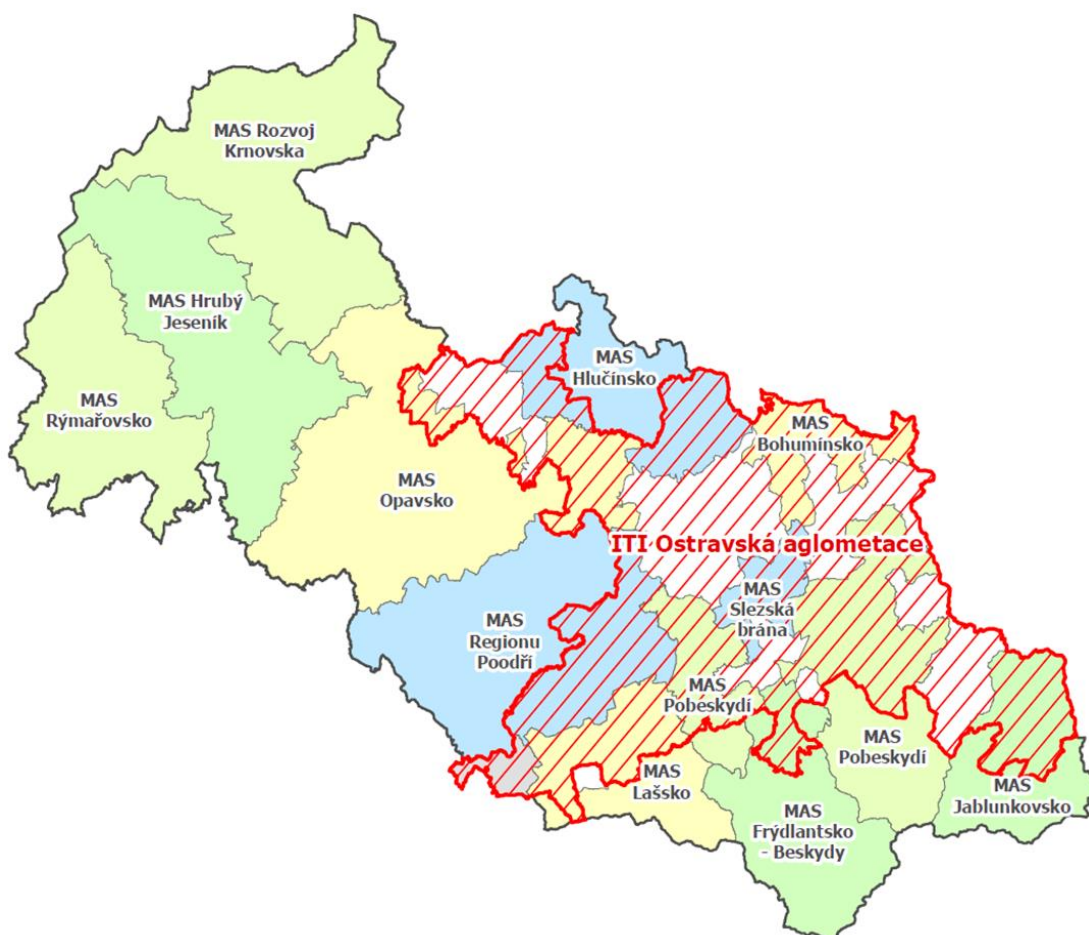 MAS Rozvoj
Krnovska
MAS Hrubý
Jeseník
MAS
Rýmařovsko
MAS
Hlučínsko
MAS
Bohumínsko
MAS
Opavsko
ITI Ostravská aglometace
MAS
Slezská
brána
MAS
Regionu
Poodří
MAS
Pobeskydí
MAS
Pobeskydí
MAS
Lašsko
MAS
Jablunkovsko
MAS
Frýdlantsko
- Beskydy